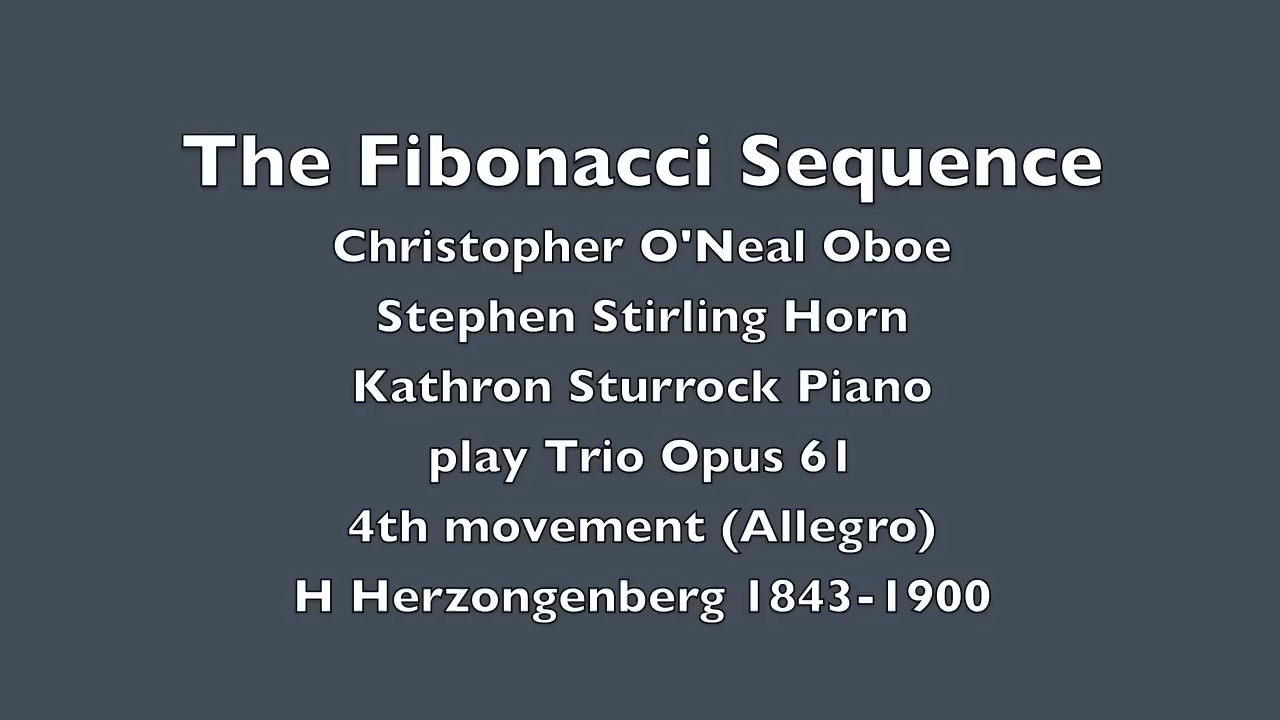 The Fibonacci Sequence
Christopher O'Neal Oboe
Stephen Stirling Horn
Kathron Sturrock Piano
play Trio Opus 61
4th movement (Allegro)
H Herzongenberg 1843-1900